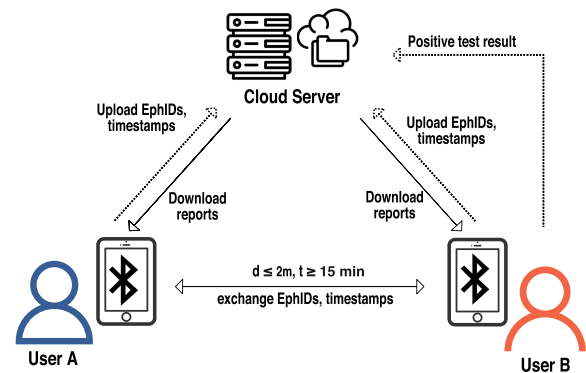 Positive test result
Cloud Server
Upload EphIDs,
timestamps
Upload EphIDs,
timestamps
Download
reports
Download
reports
d ≤ 2m, t ≥ 15 min
exchange EphIDs, timestamps
User A
User B